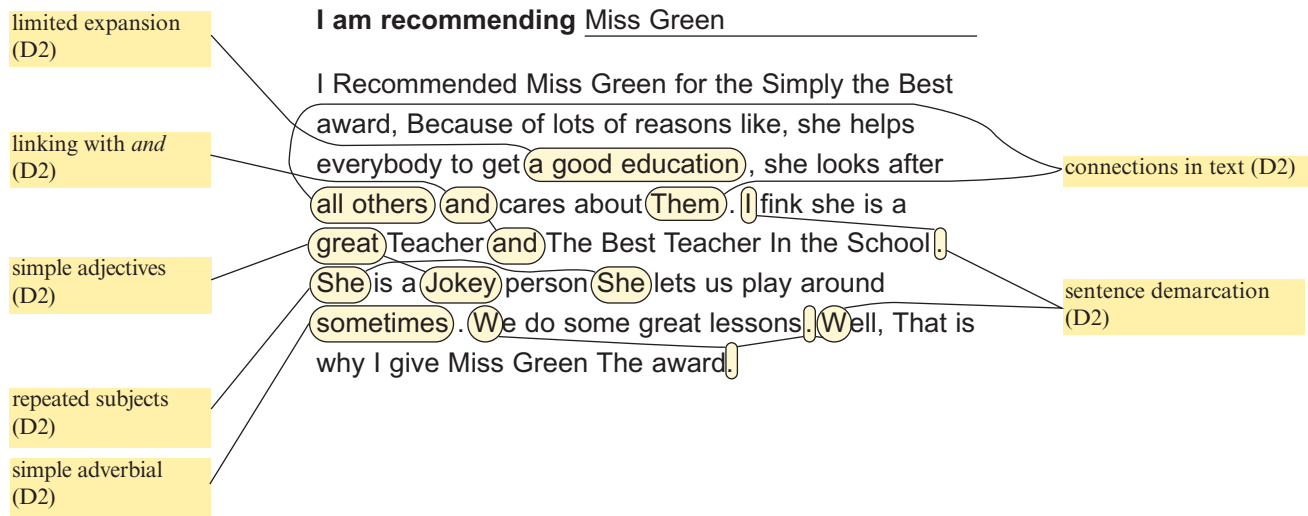 limited expansion
(D2)
linking with and
(D2)
simple adjectives
(D2)
repeated subjects
(D2)
simple adverbial
(D2)
I am recommending Miss Green
I Recommended Miss Green for the Simply the Best
award, Because of lots of reasons like, she helps
everybody to get a good education, she looks after
all others and cares about Them. I fink she is a
great Teacher and The Best Teacher In the School.
She is a Jokey person She lets us play around
sometimes. We do some great lessons. Well, That is
why I give Miss Green The award.
connections in text (D2)
sentence demarcation
(D2)